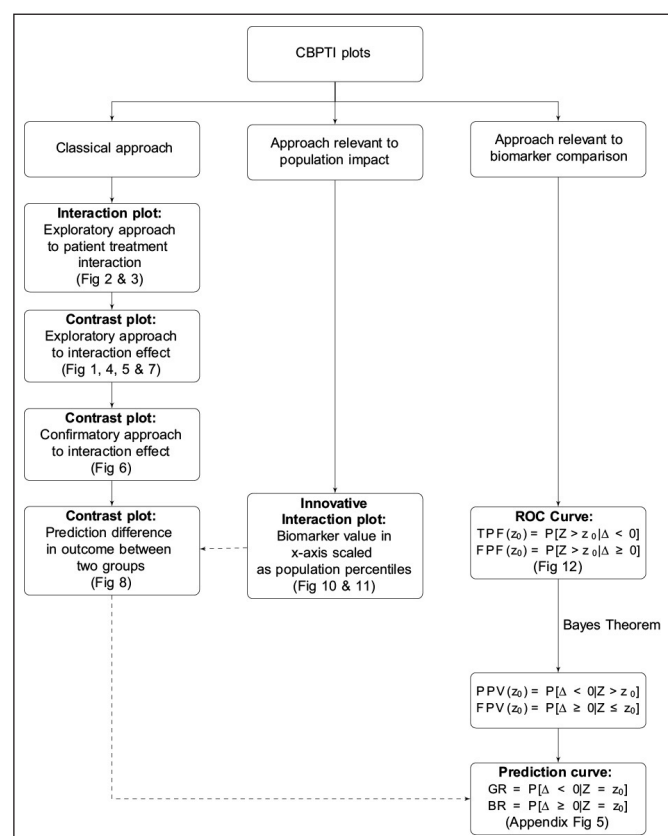 CBPTI plots
Classical approach
Approach relevant to
population impact
Approach relevant to
biomarker comparison
Interaction plot:
Exploratory approach
to patient treatment
interaction
(Fig 2 & 3)
Contrast plot:
Exploratory approach
to interaction effect
(Fig 1, 4, 5 & 7)
Contrast plot:
Confirmatory approach
to interaction effect
(Fig 6)
Contrast plot:
Prediction difference
in outcome between
two groups
(Fig 8)
Innovative
Interaction plot:
Biomarker value in
x-axis scaled
as population percentiles
(Fig 10 & 11)
ROC Curve:
TPF(z₀) = P[Z > z₀|Δ < 0]
FPF(z₀) = P[Z > z₀|Δ ≥ 0]
(Fig 12)
Bayes Theorem
PPV(z₀) = P[Δ < 0|Z > z₀]
FPV(z₀) = P[Δ ≥ 0|Z ≤ z₀]
Prediction curve:
GR = P[Δ < 0|Z = z₀]
BR = P[Δ ≥ 0|Z = z₀]
(Appendix Fig 5)